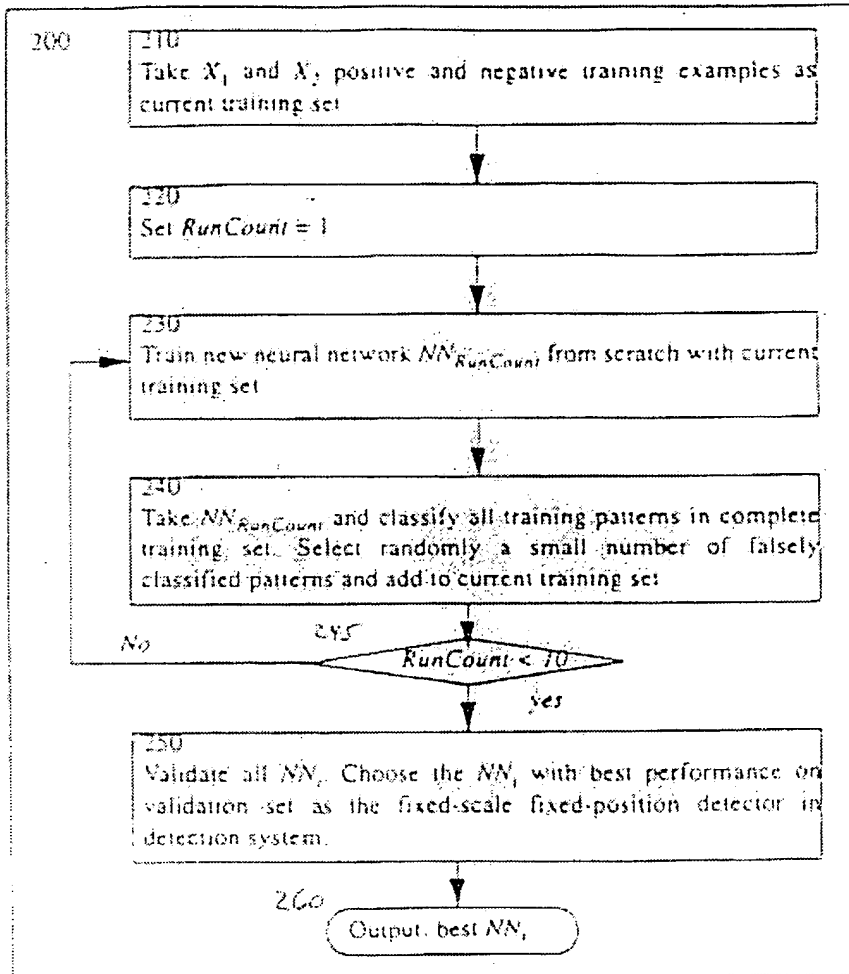 200
210
Take X1 and X2 positive and negative training examples as
current training set
220
Set RunCount = 1
230
Train new neural network NNRunCount from scratch with current
training set
240
Take NNRunCount and classify all training patterns in complete
training set. Select randomly a small number of falsely
classified patterns and add to current training set
245
No
RunCount < 10
yes
250
Validate all NNi. Choose the NNi with best performance on
validation set as the fixed-scale fixed-position detector in
detection system.
260
Output: best NNi